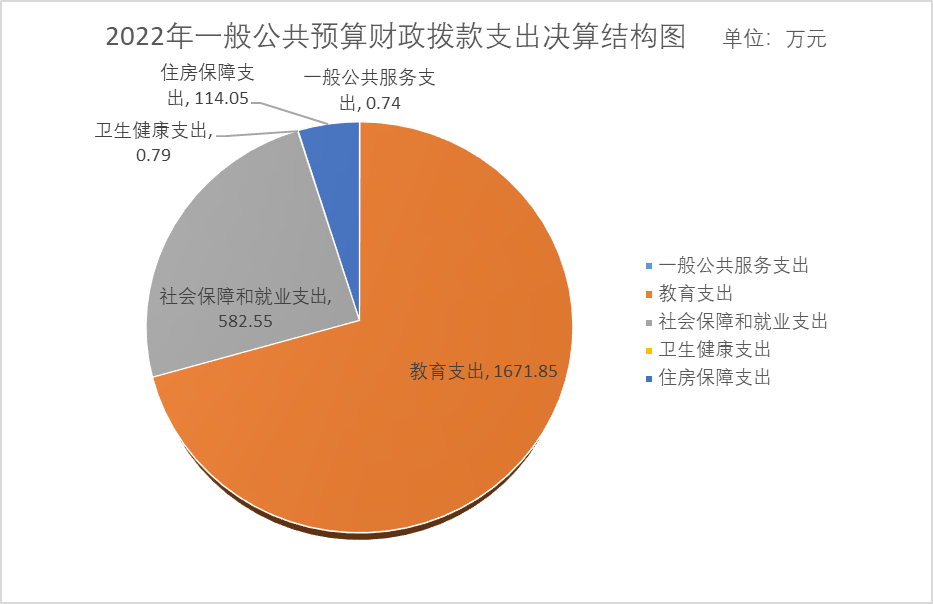 2022年一般公共预算财政拨款支出决算结构图 单位：万元
住房保障支
出, 114.05
一般公共服务支
出, 0.74
卫生健康支出,
0.79
社会保障和就业支出,
582.55
教育支出, 1671.85
一般公共服务支出
教育支出
社会保障和就业支出
卫生健康支出
住房保障支出